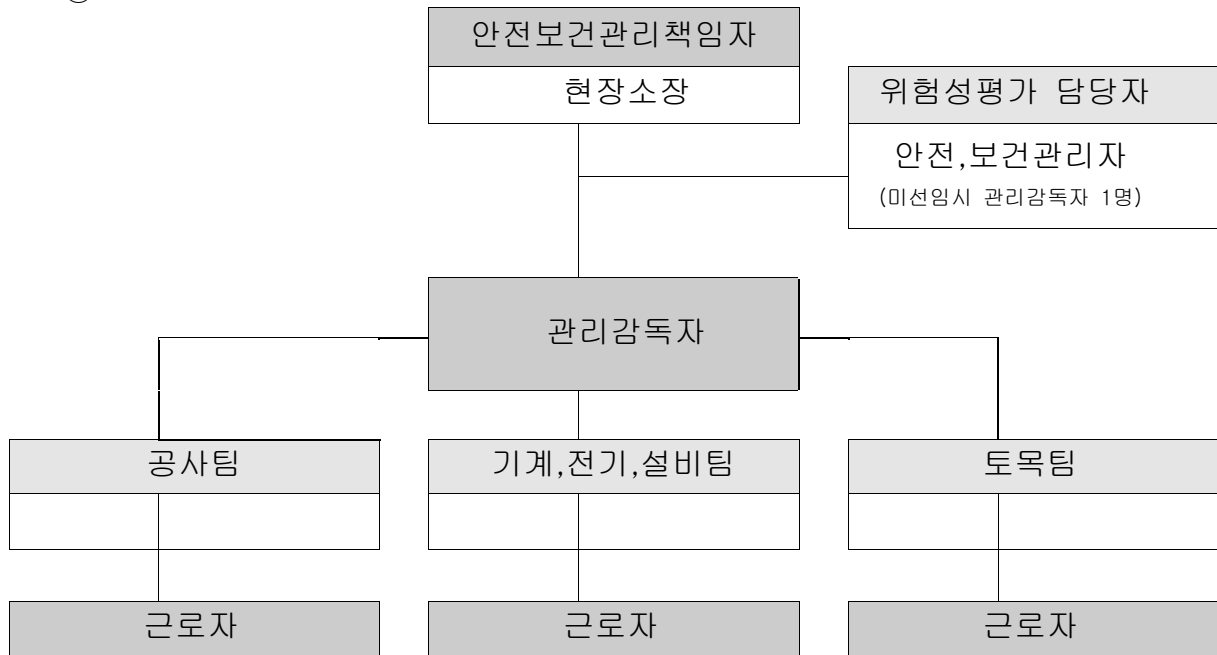 안전보건관리책임자
현장소장
위험성평가 담당자
안전,보건관리자
(미선임시 관리감독자 1명)
관리감독자
공사팀
기계,전기,설비팀
토목팀
근로자
근로자
근로자